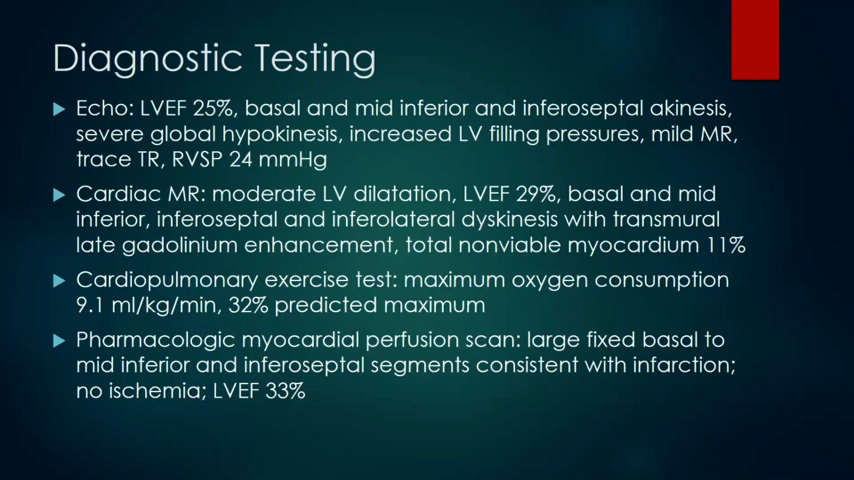 Diagnostic Testing
Echo: LVEF 25%, basal and mid inferior and inferoseptal akinesis,
severe global hypokinesis, increased LV filling pressures, mild MR,
trace TR, RVSP 24 mmHg
Cardiac MR: moderate LV dilatation, LVEF 29%, basal and mid
inferior, inferoseptal and inferolateral dyskinesis with transmural
late gadolinium enhancement, total nonviable myocardium 11%
Cardiopulmonary exercise test: maximum oxygen consumption
9.1 ml/kg/min, 32% predicted maximum
Pharmacologic myocardial perfusion scan: large fixed basal to
mid inferior and inferoseptal segments consistent with infarction;
no ischemia; LVEF 33%